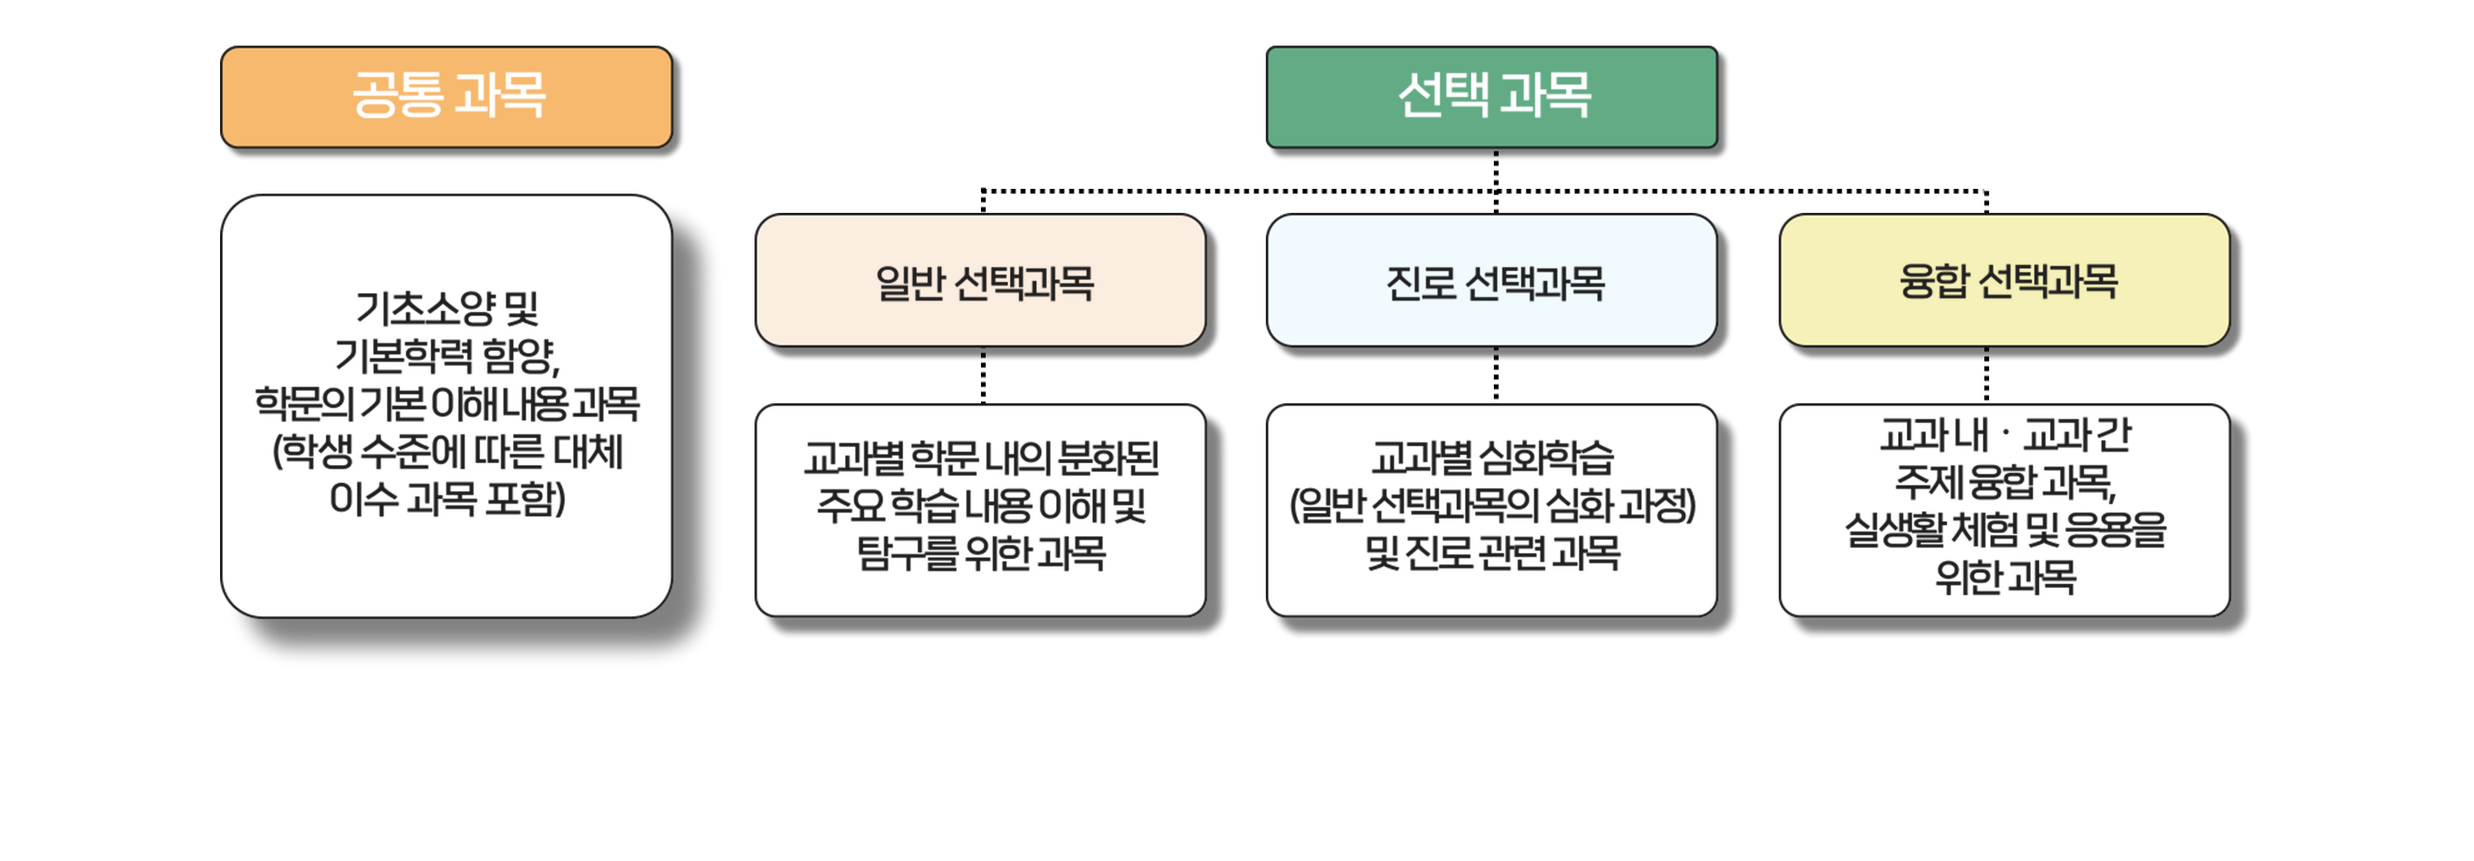 공통 과목
기초소양 및
기본학력 함양,
학문의 기본 이해 내용 과목
(학생 수준에 따른 대체
이수 과목 포함)
선택 과목
일반 선택과목
교과별 학문 내의 분화된
주요 학습 내용 이해 및
탐구를 위한 과목
진로 선택과목
교과별 심화학습
(일반 선택과목의 심화 과정)
및 진로 관련 과목
융합 선택과목
교과 내 · 교과 간
주제 융합 과목,
실생활 체험 및 응용을
위한 과목